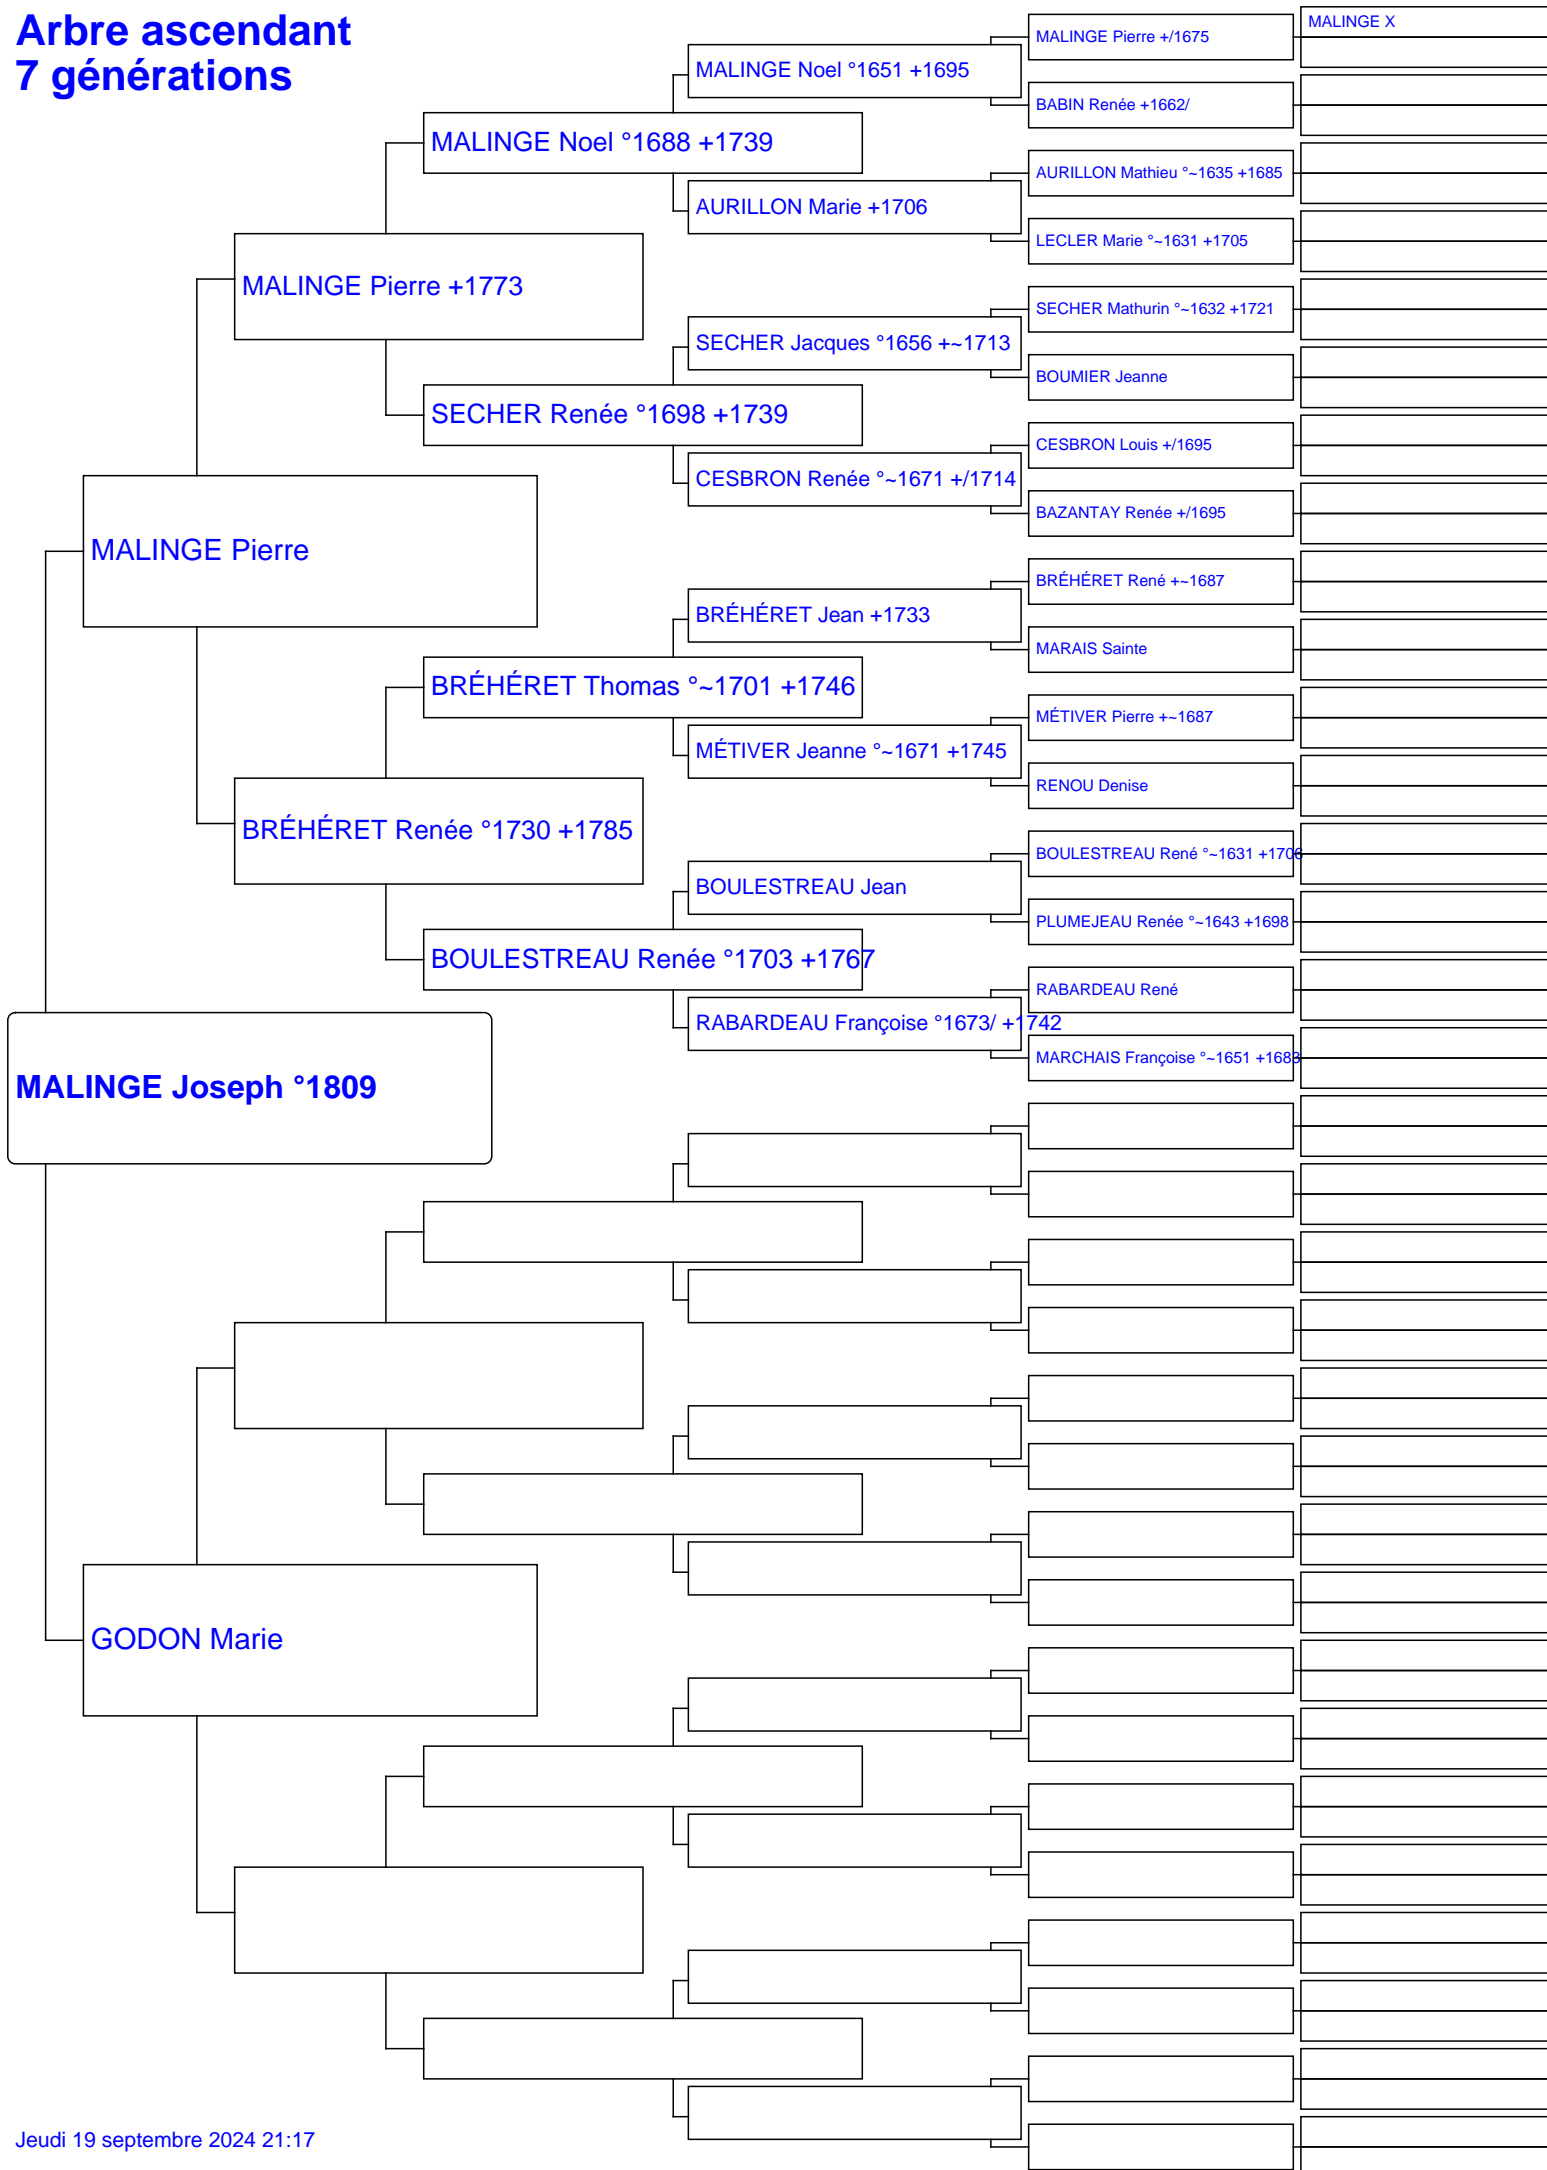 Arbre ascendant
7 générations
MALINGE Joseph °1809
MALINGE Pierre
GODON Marie
MALINGE Pierre +1773
BRÉHÉRET Renée °1730 +1785
MALINGE Noel °1688 +1739
SECHER Renée °1698 +1739
BRÉHÉRET Thomas °~1701 +1746
BOULESTREAU Renée °1703 +1767
MALINGE Noel °1651 +1695
AURILLON Marie +1706
SECHER Jacques °1656 +~1713
CESBRON Renée °~1671 +/1714
BRÉHÉRET Jean +1733
MÉTIVER Jeanne °~1671 +1745
BOULESTREAU Jean
RABARDEAU Françoise °1673/ +1742
MALINGE Pierre +/1675
BABIN Renée +1662/
AURILLON Mathieu °~1635 +1685
LECLER Marie °~1631 +1705
SECHER Mathurin °~1632 +1721
BOUMIER Jeanne
CESBRON Louis +/1695
BAZANTAY Renée +/1695
BRÉHÉRET René +~1687
MARAIS Sainte
MÉTIVER Pierre +~1687
RENOU Denise
BOULESTREAU René °~1631 +1706
PLUMEJEAU Renée °~1643 +1698
RABARDEAU René
MARCHAIS Françoise °~1651 +1683
MALINGE X
Jeudi 19 septembre 2024 21:17